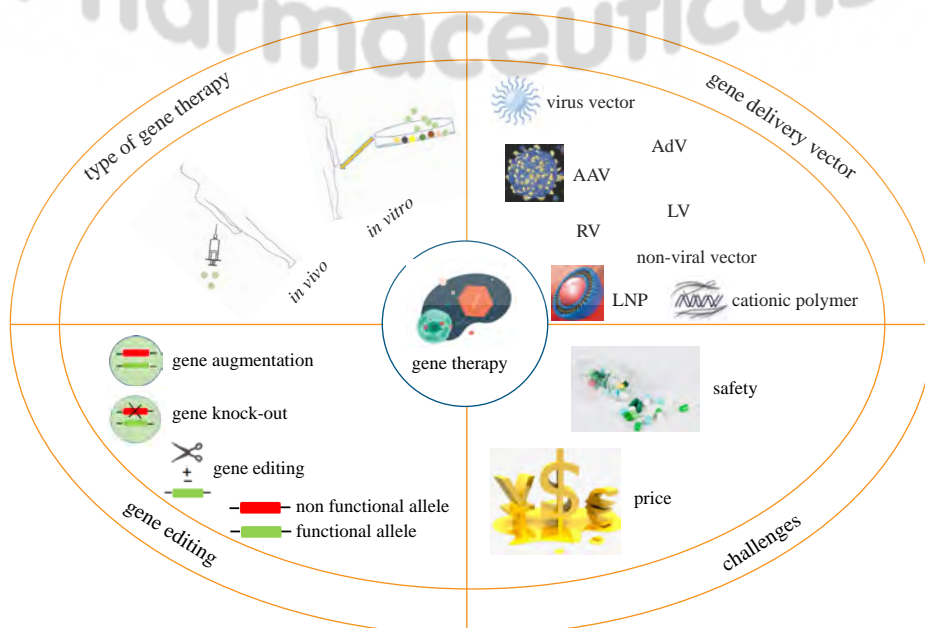 Pharmaceuticals
type of gene therapy
in vivo
in vitro
gene delivery vector
virus vector
AdV
AAV
LV
RV
non-viral vector
LNP
cationic polymer
gene therapy
gene augmentation
gene knock-out
gene editing
non functional allele
functional allele
gene editing
safety
price
challenges